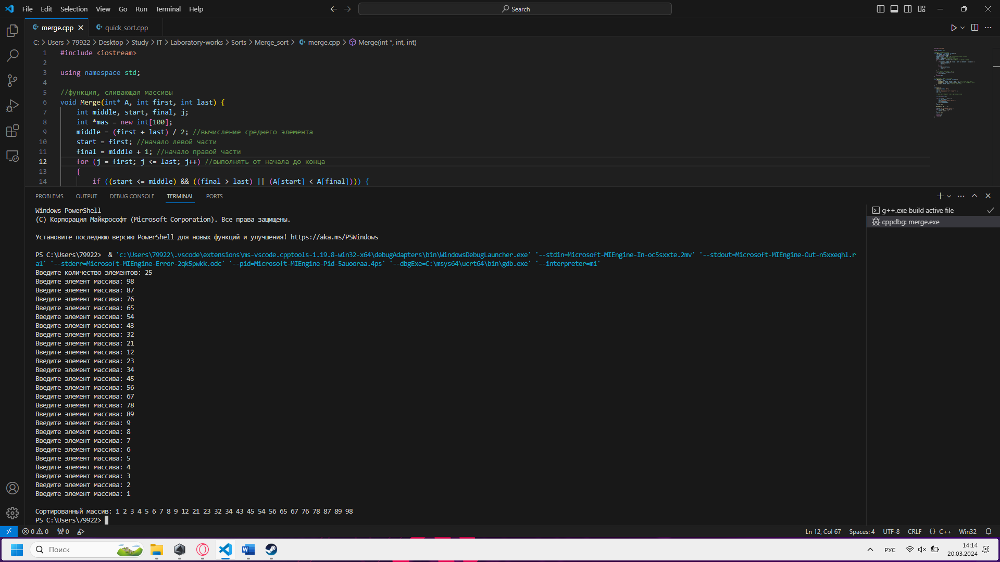 File Edit Selection View Go Run Terminal Help
Search
merge.cpp
quick_sort.cpp
C: > Users > 79922 > Desktop > Study > IT > Laboratory-works > Sorts > Merge_sort > merge.cpp > Merge(int *, int, int)
1 #include <iostream>
2
3 using namespace std;
4
5 //функция, сливающая массивы
6 void Merge(int* A, int first, int last) {
7 int middle, start, final, j;
8 int *mas = new int[100];
9 middle = (first + last) / 2; //вычисление среднего элемента
10 start = first; //начало левой части
11 final = middle + 1; //начало правой части
12 for (j = first; j <= last; j++) //выполнять от начала до конца
13 {
14 if ((start <= middle) && ((final > last) || (A[start] < A[final]))) {
PROBLEMS OUTPUT DEBUG CONSOLE TERMINAL PORTS
Windows PowerShell
(C) Корпорация Майкрософт (Microsoft Corporation). Все права защищены.
Установите последнюю версию PowerShell для новых функций и улучшения! https://aka.ms/PSWindows
PS C:\Users\79922>  & 'c:\Users\79922\.vscode\extensions\ms-vscode.cpptools-1.19.8-win32-x64\debugAdapters\bin\WindowsDebugLauncher.exe' '--stdin=Microsoft-MIEngine-In-oc5sxxte.2mv' '--stdout=Microsoft-MIEngine-Out-n5xxeqhl.r
a1' '--stderr=Microsoft-MIEngine-Error-2qk5pwkk.odc' '--pid=Microsoft-MIEngine-Pid-5auooraa.4ps' '--dbgExe=C:\msys64\ucrt64\bin\gdb.exe' '--interpreter=mi'
Введите количество элементов: 25
Введите элемент массива: 98
Введите элемент массива: 87
Введите элемент массива: 76
Введите элемент массива: 65
Введите элемент массива: 54
Введите элемент массива: 43
Введите элемент массива: 32
Введите элемент массива: 21
Введите элемент массива: 12
Введите элемент массива: 23
Введите элемент массива: 34
Введите элемент массива: 45
Введите элемент массива: 56
Введите элемент массива: 67
Введите элемент массива: 78
Введите элемент массива: 89
Введите элемент массива: 9
Введите элемент массива: 8
Введите элемент массива: 7
Введите элемент массива: 6
Введите элемент массива: 5
Введите элемент массива: 4
Введите элемент массива: 3
Введите элемент массива: 2
Введите элемент массива: 1
Сортированный массив: 1 2 3 4 5 6 7 8 9 12 21 23 32 34 43 45 54 56 65 67 76 78 87 89 98
PS C:\Users\79922>
g++.exe build active file
cppdbg: merge.exe
0 0 0
Ln 12, Col 67 Spaces: 4 UTF-8 CRLF {} C++ Win32
Поиск
РУС
14:14
20.03.2024